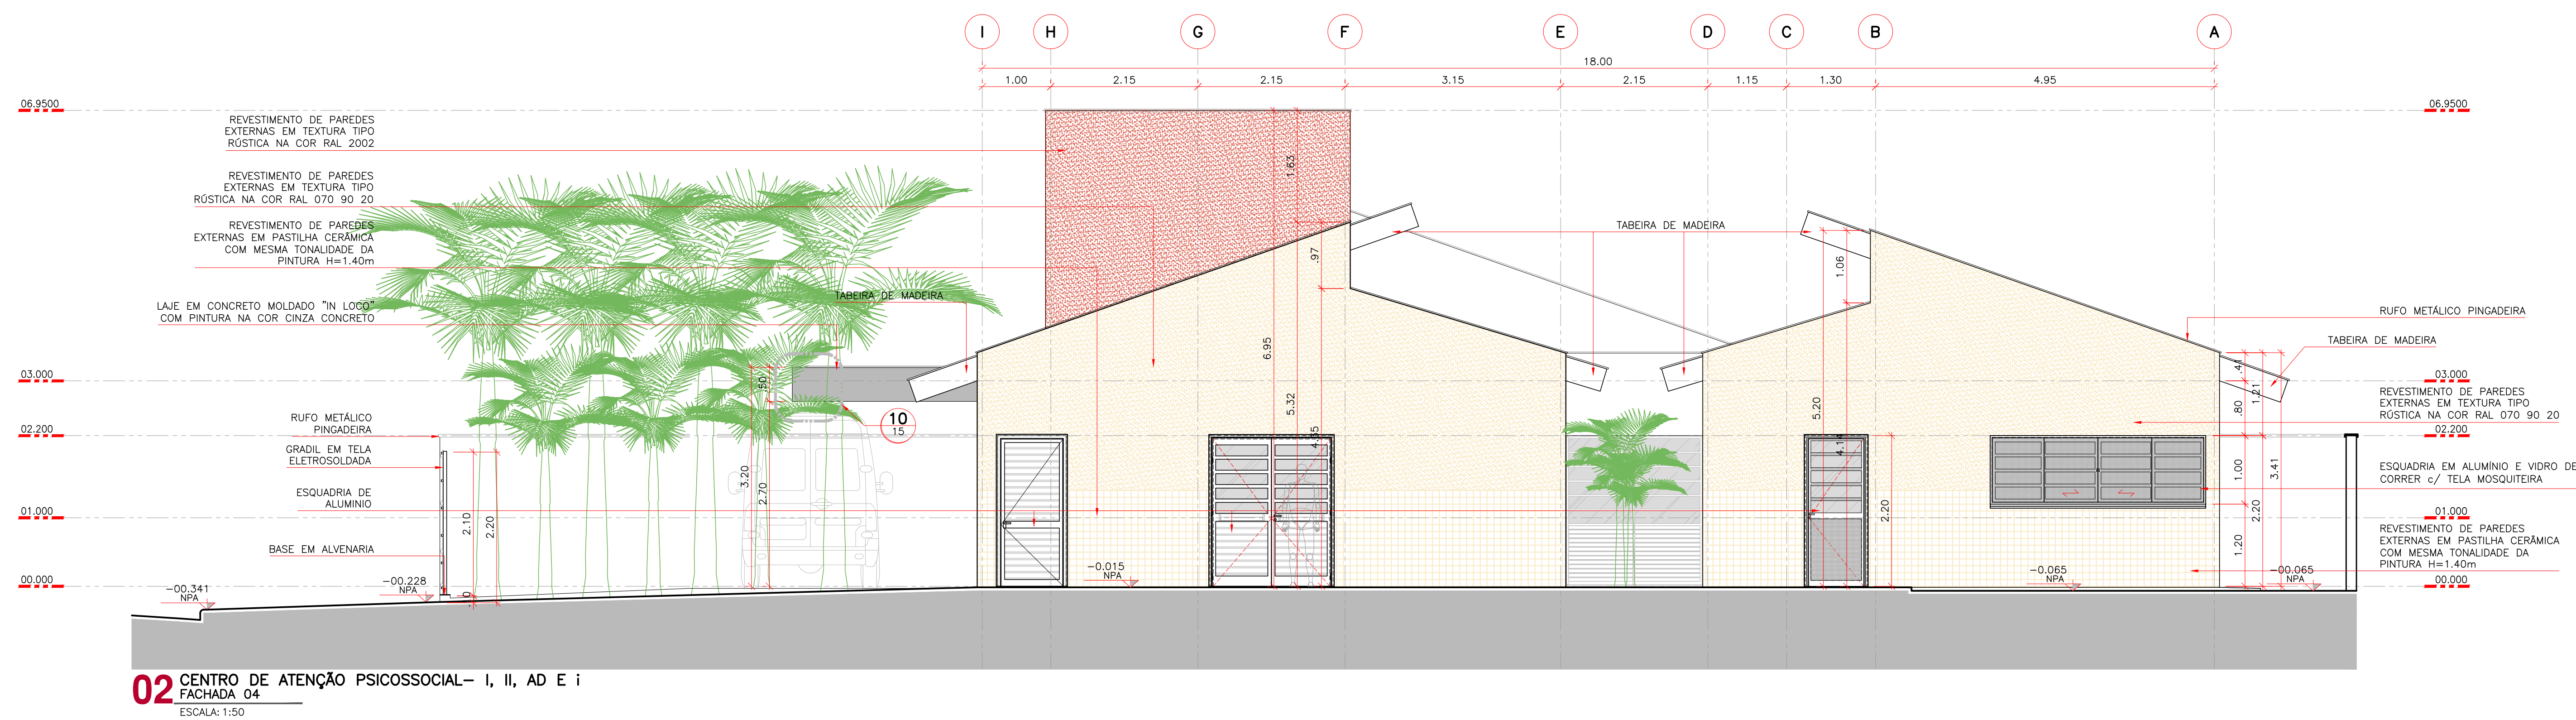 I H G F E D C B A
18.00
1.00 2.15 2.15 3.15 2.15 1.15 1.30 4.95
06.9500
06.9500
REVESTIMENTO DE PAREDES
EXTERNAS EM TEXTURA TIPO
RÚSTICA NA COR RAL 2002
REVESTIMENTO DE PAREDES
EXTERNAS EM TEXTURA TIPO
RÚSTICA NA COR RAL 070 90 20
REVESTIMENTO DE PAREDES
EXTERNAS EM PASTILHA CERÂMICA
COM MESMA TONALIDADE DA
PINTURA H=1.40m
LAJE EM CONCRETO MOLDADO "IN LOCO"
COM PINTURA NA COR CINZA CONCRETO
TABEIRA DE MADEIRA
TABEIRA DE MADEIRA
1.63
.97
6.95
5.32
4.35
1.06
5.20
4.14
2.20
03.000
02.200
01.000
00.000
RUFO METÁLICO
PINGADEIRA
GRADIL EM TELA
ELETROSOLDADA
ESQUADRIA DE
ALUMINIO
BASE EM ALVENARIA
2.10
2.20
.10
3.20
.50
2.70
10
15
-00.341
NPA
-00.228
NPA
-0.015
NPA
-0.065
NPA
-00.065
NPA
RUFO METÁLICO PINGADEIRA
TABEIRA DE MADEIRA
.44
1.21
.80
1.00
3.41
2.20
1.20
03.000
REVESTIMENTO DE PAREDES
EXTERNAS EM TEXTURA TIPO
RÚSTICA NA COR RAL 070 90 20
02.200
ESQUADRIA EM ALUMÍNIO E VIDRO DE
CORRER c/ TELA MOSQUITEIRA
01.000
REVESTIMENTO DE PAREDES
EXTERNAS EM PASTILHA CERÂMICA
COM MESMA TONALIDADE DA
PINTURA H=1.40m
00.000
02 CENTRO DE ATENÇÃO PSICOSSOCIAL- I, II, AD E i
FACHADA 04
ESCALA: 1:50